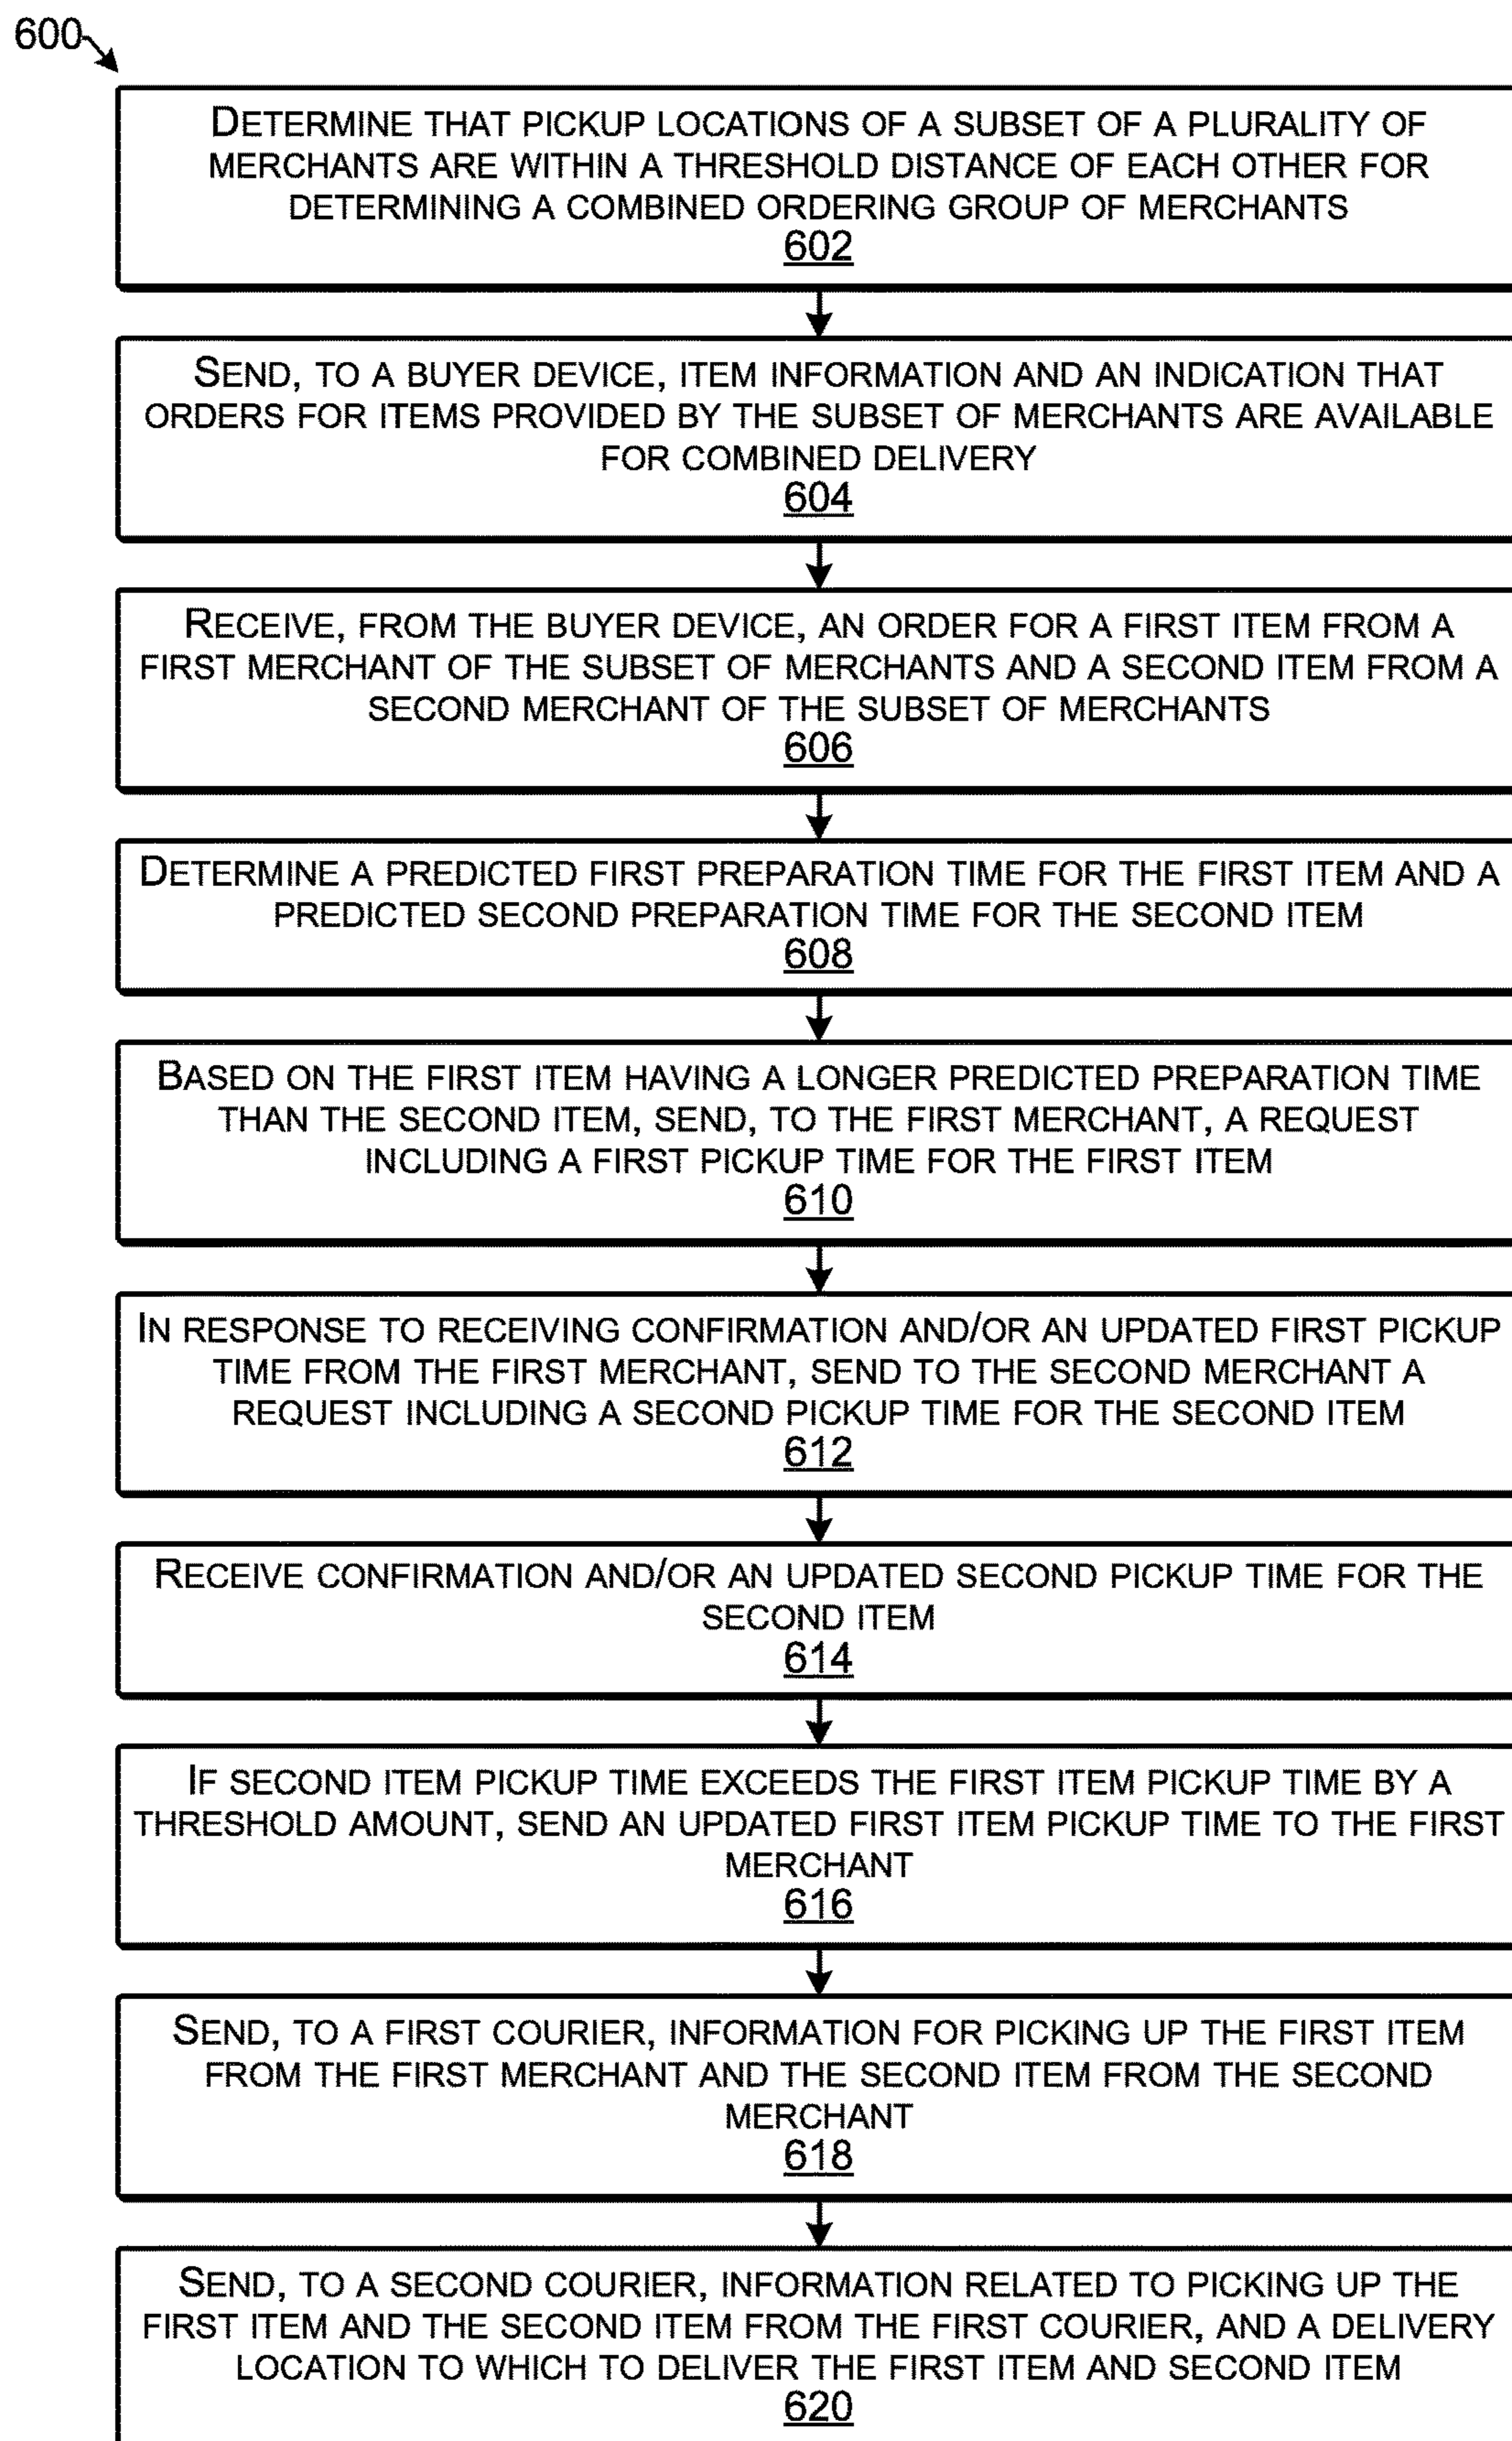 600
DETERMINE THAT PICKUP LOCATIONS OF A SUBSET OF A PLURALITY OF
MERCHANTS ARE WITHIN A THRESHOLD DISTANCE OF EACH OTHER FOR
DETERMINING A COMBINED ORDERING GROUP OF MERCHANTS
602
SEND, TO A BUYER DEVICE, ITEM INFORMATION AND AN INDICATION THAT
ORDERS FOR ITEMS PROVIDED BY THE SUBSET OF MERCHANTS ARE AVAILABLE
FOR COMBINED DELIVERY
604
RECEIVE, FROM THE BUYER DEVICE, AN ORDER FOR A FIRST ITEM FROM A
FIRST MERCHANT OF THE SUBSET OF MERCHANTS AND A SECOND ITEM FROM A
SECOND MERCHANT OF THE SUBSET OF MERCHANTS
606
DETERMINE A PREDICTED FIRST PREPARATION TIME FOR THE FIRST ITEM AND A
PREDICTED SECOND PREPARATION TIME FOR THE SECOND ITEM
608
BASED ON THE FIRST ITEM HAVING A LONGER PREDICTED PREPARATION TIME
THAN THE SECOND ITEM, SEND, TO THE FIRST MERCHANT, A REQUEST
INCLUDING A FIRST PICKUP TIME FOR THE FIRST ITEM
610
IN RESPONSE TO RECEIVING CONFIRMATION AND/OR AN UPDATED FIRST PICKUP
TIME FROM THE FIRST MERCHANT, SEND TO THE SECOND MERCHANT A
REQUEST INCLUDING A SECOND PICKUP TIME FOR THE SECOND ITEM
612
RECEIVE CONFIRMATION AND/OR AN UPDATED SECOND PICKUP TIME FOR THE
SECOND ITEM
614
IF SECOND ITEM PICKUP TIME EXCEEDS THE FIRST ITEM PICKUP TIME BY A
THRESHOLD AMOUNT, SEND AN UPDATED FIRST ITEM PICKUP TIME TO THE FIRST
MERCHANT
616
SEND, TO A FIRST COURIER, INFORMATION FOR PICKING UP THE FIRST ITEM
FROM THE FIRST MERCHANT AND THE SECOND ITEM FROM THE SECOND
MERCHANT
618
SEND, TO A SECOND COURIER, INFORMATION RELATED TO PICKING UP THE
FIRST ITEM AND THE SECOND ITEM FROM THE FIRST COURIER, AND A DELIVERY
LOCATION TO WHICH TO DELIVER THE FIRST ITEM AND SECOND ITEM
620